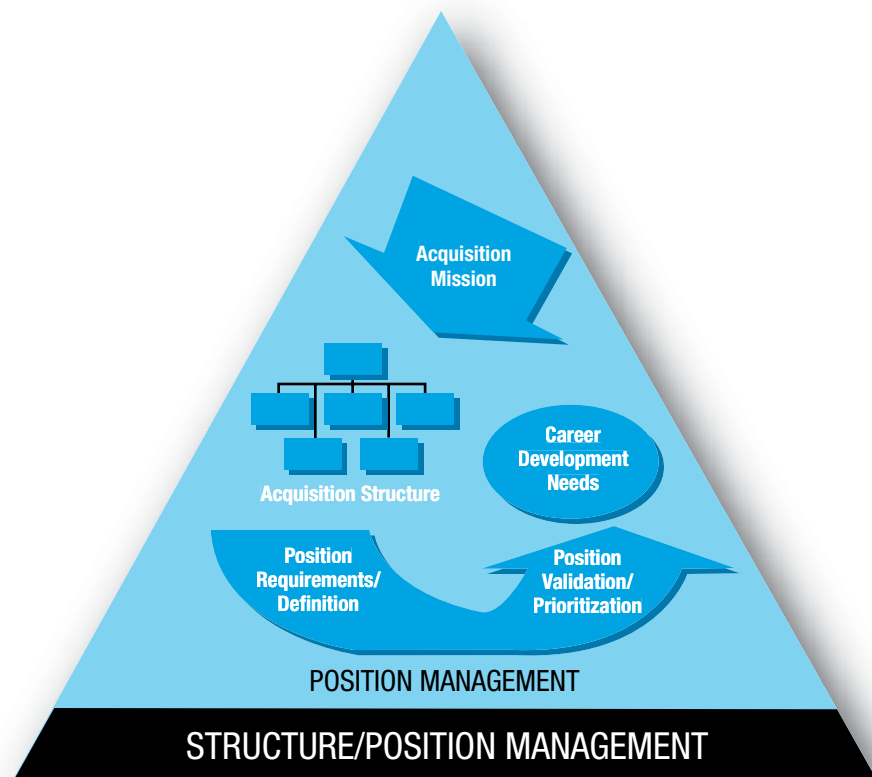 Acquisition
Mission
Acquisition Structure
Career
Development
Needs
Position
Requirements/
Definition
Position
Validation/
Prioritization
POSITION MANAGEMENT
STRUCTURE/POSITION MANAGEMENT